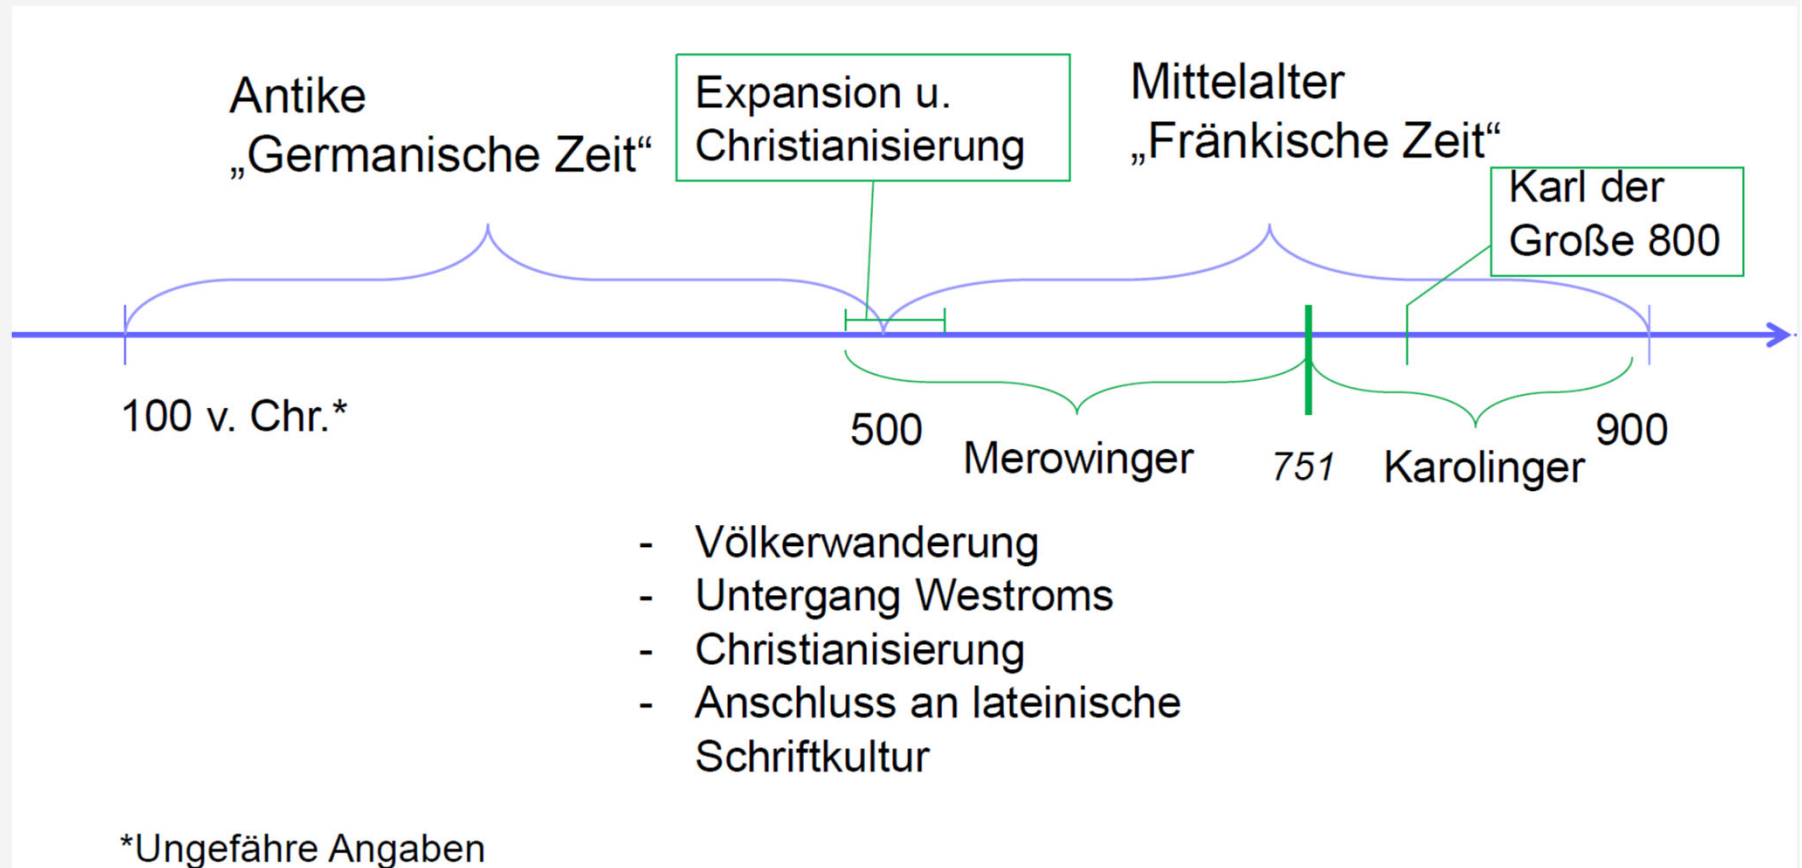 Antike
„Germanische Zeit“
Expansion u.
Christianisierung
Mittelalter
„Fränkische Zeit“
Karl der
Große 800
100 v. Chr.*
500
Merowinger
751
Karolinger
900
- Völkerwanderung
- Untergang Westroms
- Christianisierung
- Anschluss an lateinische
Schriftkultur
*Ungefähre Angaben